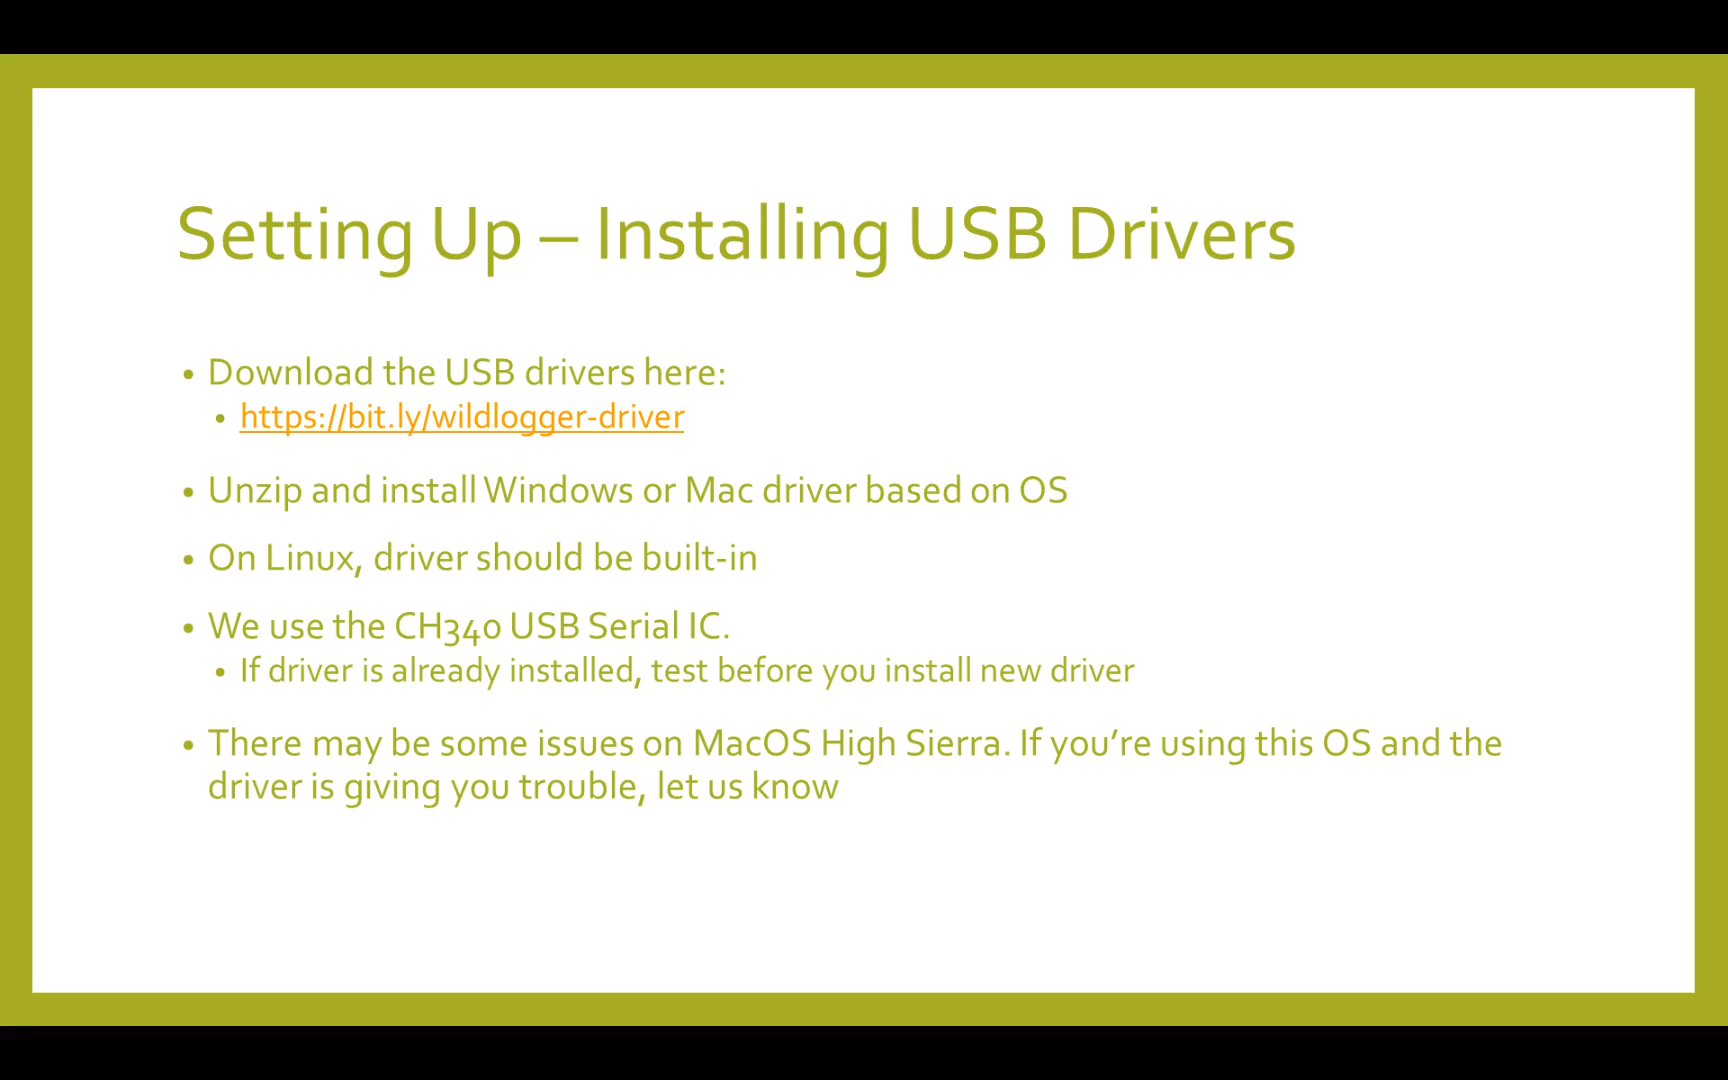 Setting Up – Installing USB Drivers
• Download the USB drivers here:
• https://bit.ly/wildlogger-driver
• Unzip and install Windows or Mac driver based on OS
• On Linux, driver should be built-in
• We use the CH340 USB Serial IC.
• If driver is already installed, test before you install new driver
• There may be some issues on MacOS High Sierra. If you’re using this OS and the
driver is giving you trouble, let us know